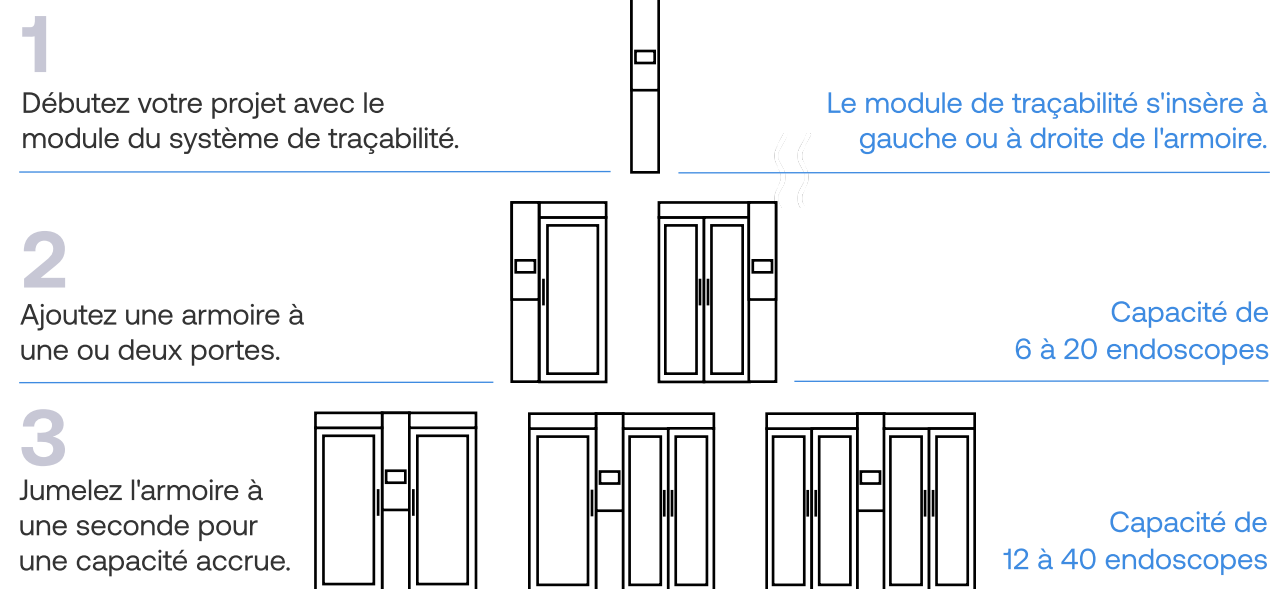 1
Débutez votre projet avec le
module du système de traçabilité.
Le module de traçabilité s'insère à
gauche ou à droite de l'armoire.
2
Ajoutez une armoire à
une ou deux portes.
Capacité de
6 à 20 endoscopes
3
Jumelez l'armoire à
une seconde pour
une capacité accrue.
Capacité de
12 à 40 endoscopes